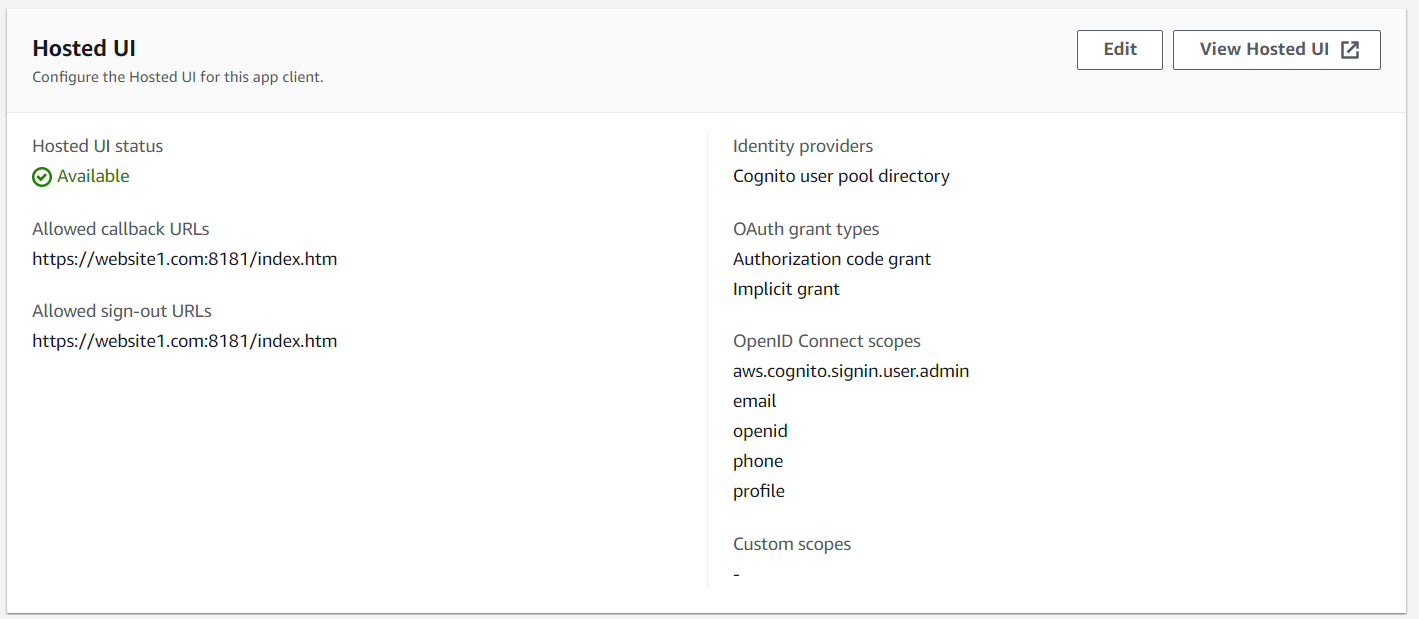 Hosted UI
Configure the Hosted UI for this app client.
Edit
View Hosted UI
Hosted UI status
Available
Allowed callback URLs
https://website1.com:8181/index.htm
Allowed sign-out URLs
https://website1.com:8181/index.htm
Identity providers
Cognito user pool directory
OAuth grant types
Authorization code grant
Implicit grant
OpenID Connect scopes
aws.cognito.signin.user.admin
email
openid
phone
profile
Custom scopes
-